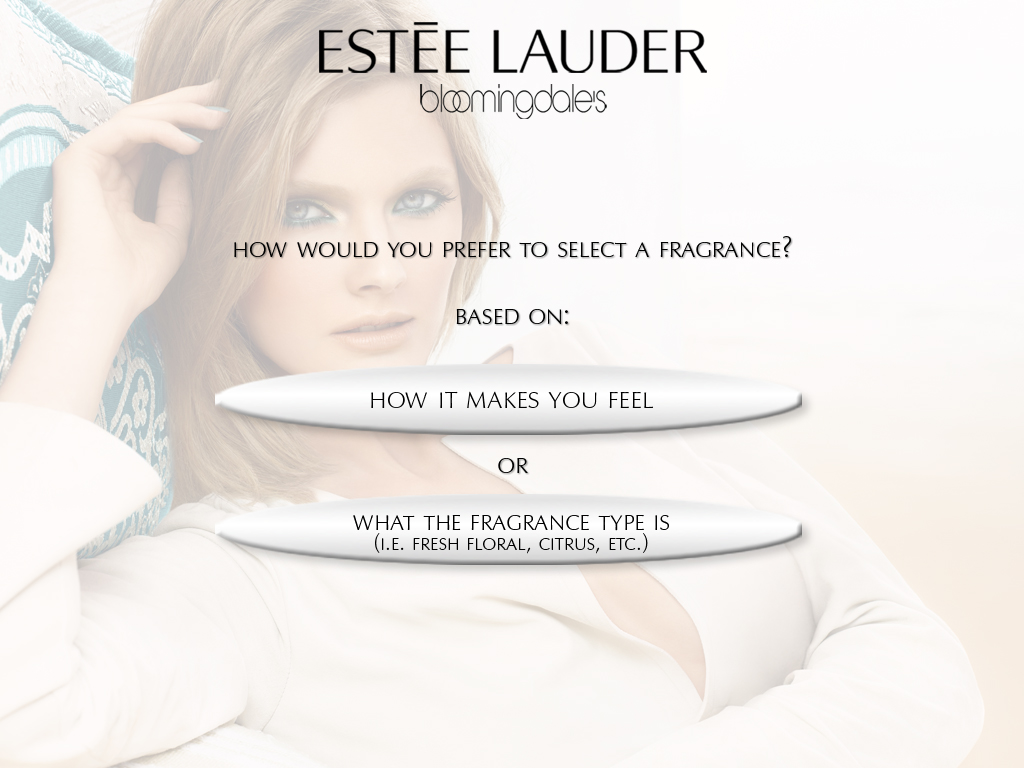 ESTĒE LAUDER
bloomingdale's
HOW WOULD YOU PREFER TO SELECT A FRAGRANCE?
BASED ON:
HOW IT MAKES YOU FEEL
OR
WHAT THE FRAGRANCE TYPE IS
(I.E. FRESH FLORAL, CITRUS, ETC.)